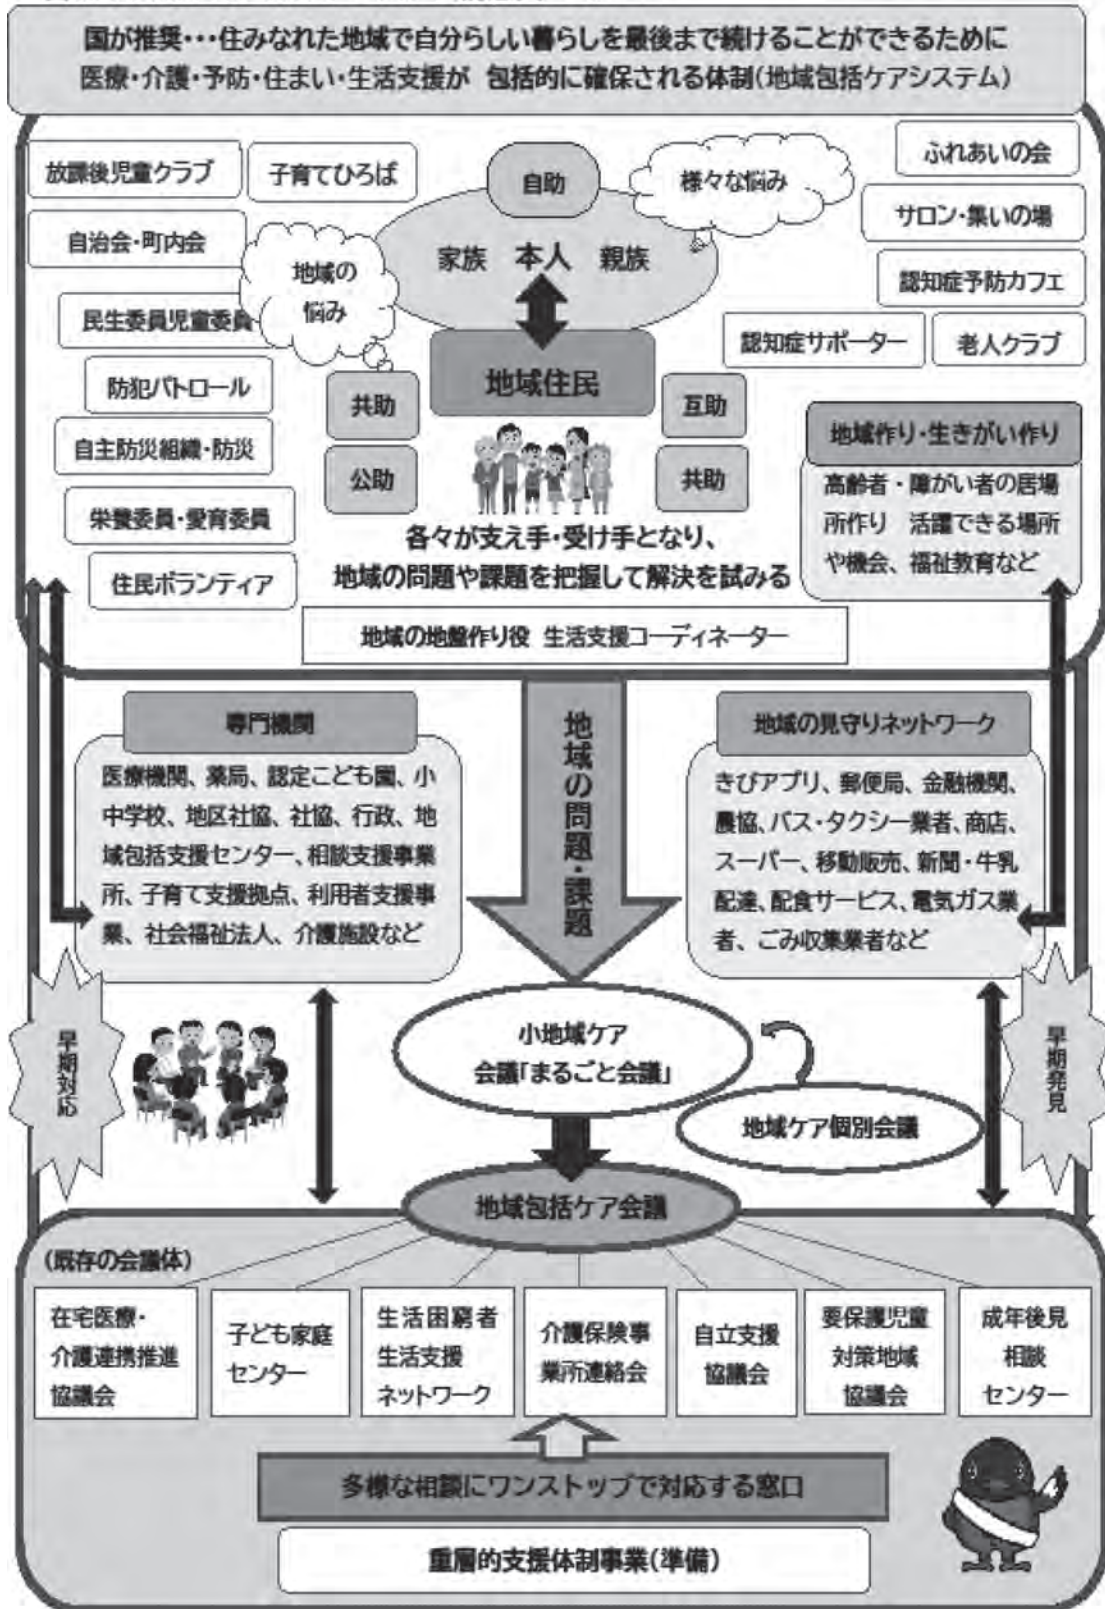 国が推奨・・・住みなれた地域で自分らしい暮らしを最後まで続けることができるために
医療・介護・予防・住まい・生活支援が 包括的に確保される体制(地域包括ケアシステム)
放課後児童クラブ
子育てひろば
自治会・町内会
民生委員児童委員
防犯パトロール
自主防災組織・防災
栄養委員・愛育委員
住民ボランティア
地域の
悩み
自助
様々な悩み
家族 本人 親族
地域住民
共助
公助
互助
共助
ふれあいの会
サロン・集いの場
認知症予防カフェ
認知症サポーター
老人クラブ
地域作り・生きがい作り
高齢者・障がい者の居場
所作り 活躍できる場所
や機会、福祉教育など
各々が支え手・受け手となり、
地域の問題や課題を把握して解決を試みる
地域の地盤作り役 生活支援コーディネーター
専門機関
医療機関、薬局、認定こども園、小
中学校、地区社協、社協、行政、地
域包括支援センター、相談支援事業
所、子育て支援拠点、利用者支援事
業、社会福祉法人、介護施設など
地域の問題・課題
地域の見守りネットワーク
きびアプリ、郵便局、金融機関、
農協、バス・タクシー業者、商店、
スーパー、移動販売、新聞・牛乳
配達、配食サービス、電気ガス業
者、ごみ収集業者など
早期対応
小地域ケア
会議「まるごと会議」
地域ケア個別会議
早期発見
地域包括ケア会議
(既存の会議体)
在宅医療・
介護連携推進
協議会
子ども家庭
センター
生活困窮者
生活支援
ネットワーク
介護保険事
業所連絡会
自立支援
協議会
要保護児童
対策地域
協議会
成年後見
相談
センター
多様な相談にワンストップで対応する窓口
重層的支援体制事業(準備)